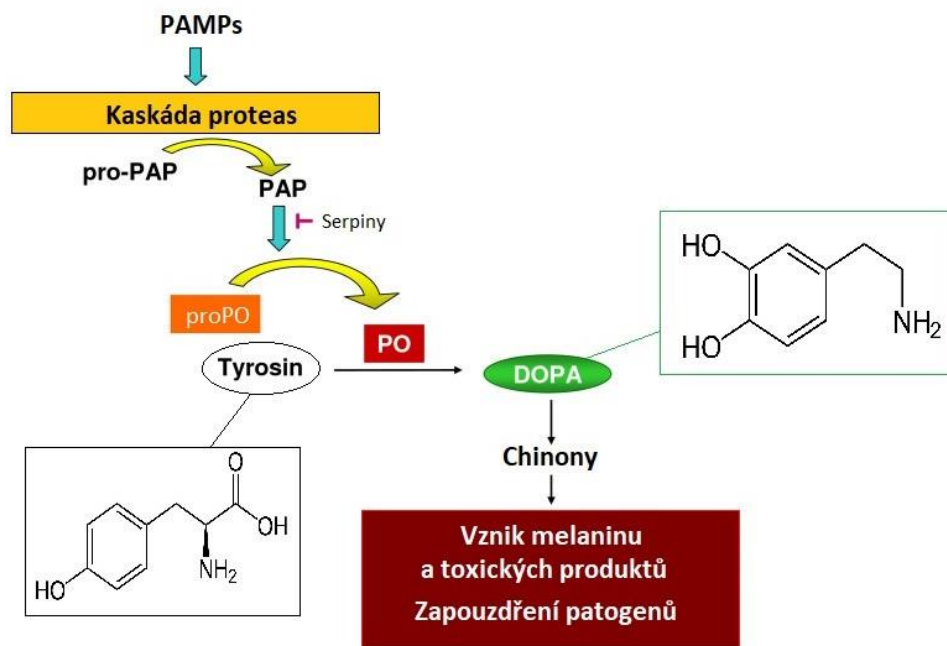 PAMPs
Kaskáda proteas
pro-PAP
PAP
Serpiny
proPO
PO
Tyrosin
DOPA
HO
HO
NH2
Chinony
O
OH
NH2
HO
Vznik melaninu
a toxických produktů
Zapouzdření patogenů